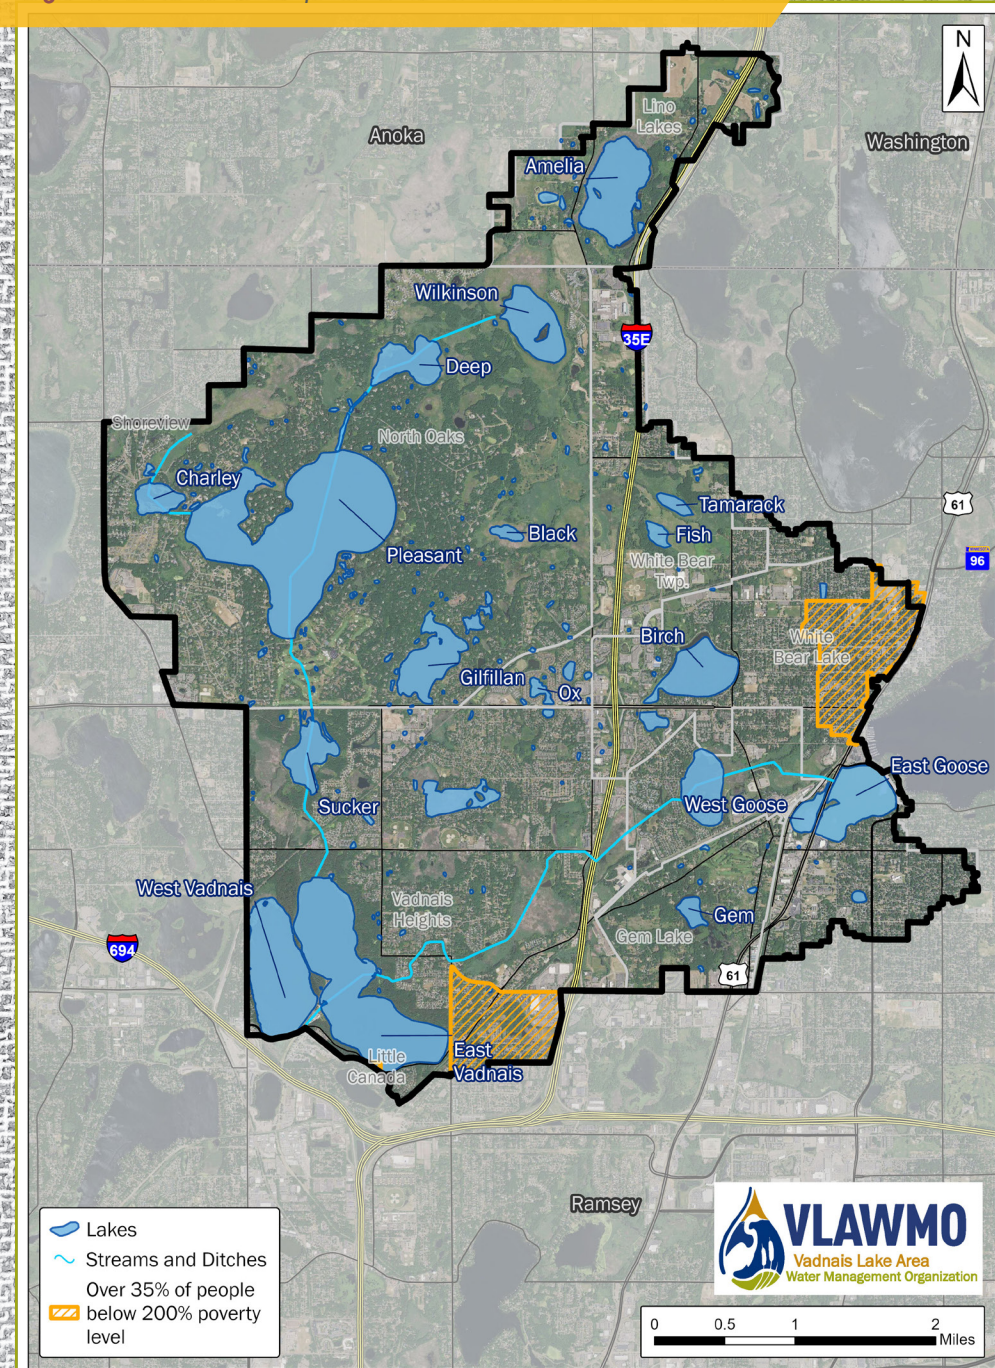 N
Lino
Lakes
Anoka
Washington
Amelia
Wilkinson
35E
Deep
Shoreview
North Oaks
Charley
Tamarack
61
Black
Fish
Pleasant
White Bear
Twp.
96
Birch
White
Bear Lake
Gilfillan
Ox
East Goose
Sucker
West Goose
West Vadnais
Vadnais
Heights
Gem
Gem Lake
694
61
East
Vadnais
Little
Canada
Ramsey
Lakes
Streams and Ditches
Over 35% of people
below 200% poverty
level
VLAWMO
Vadnais Lake Area
Water Management Organization
0 0.5 1 2
Miles